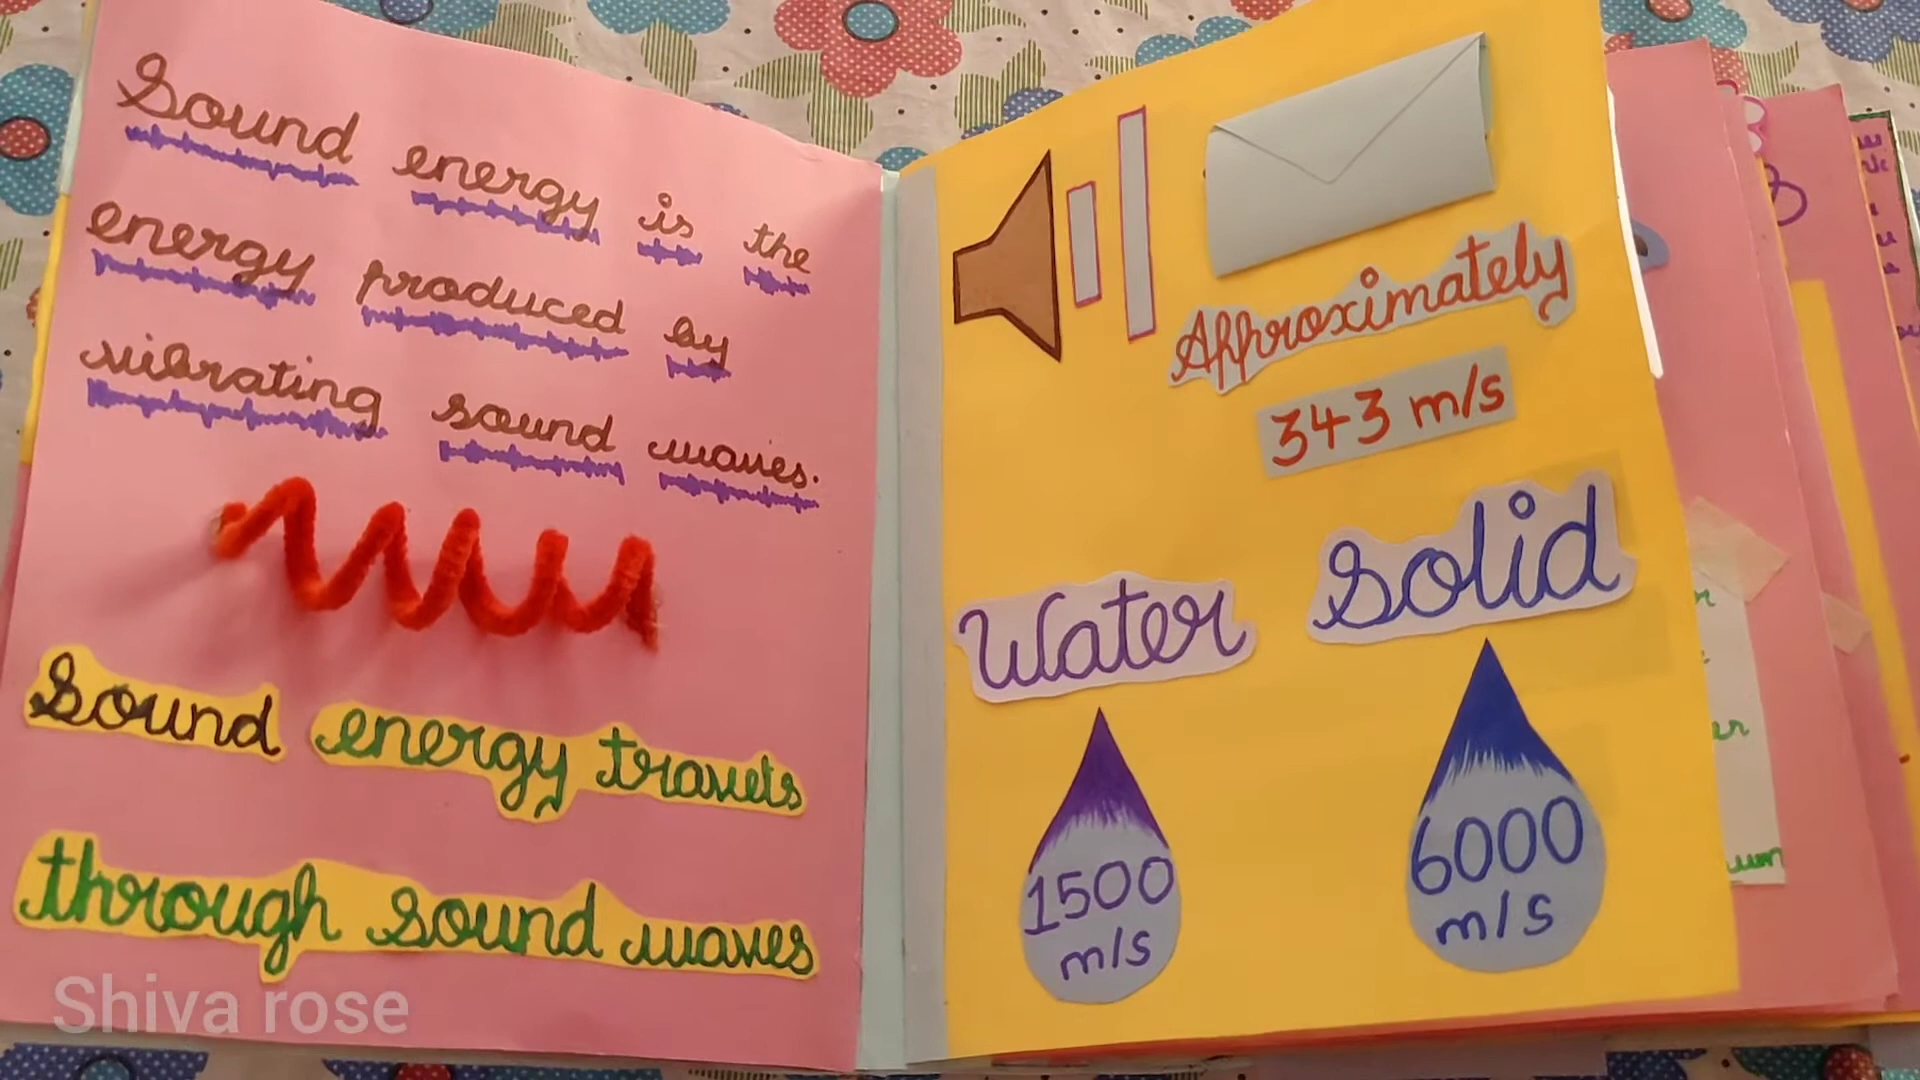 Sound energy is the
energy produced by
vibrating sound waves.
Sound energy travels
through sound waves
Approximately
343 m/s
Water
Solid
1500
m/s
6000
m/s
Shiva rose